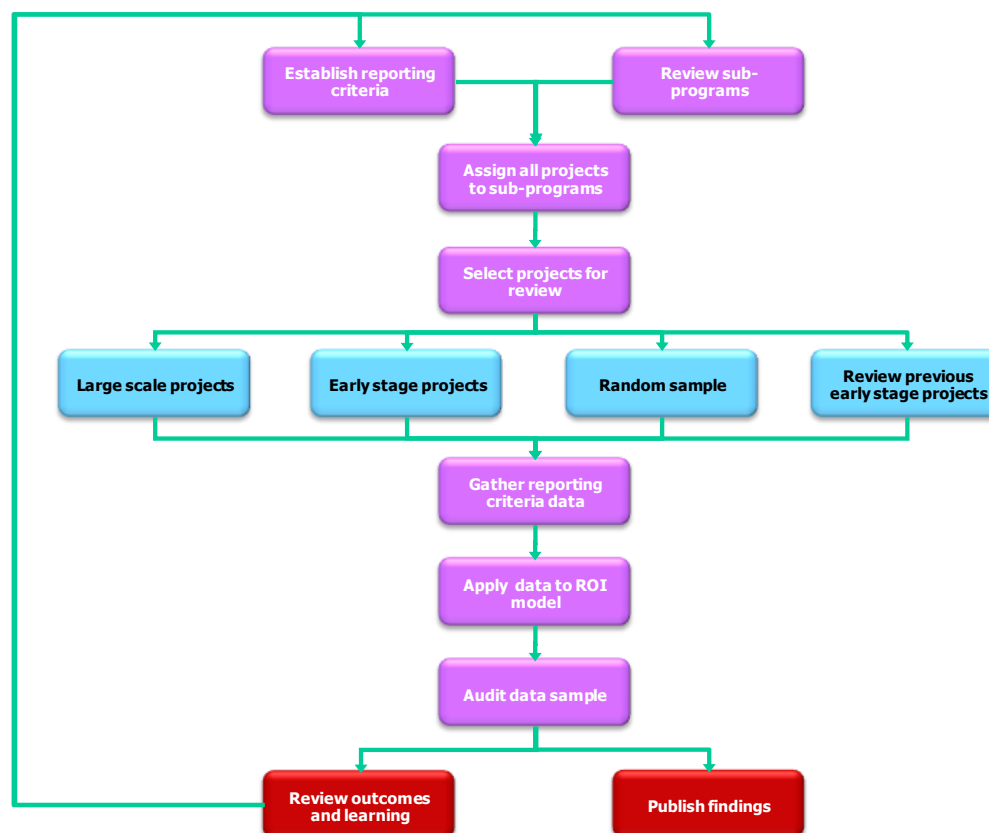 Establish reporting
criteria
Review sub-
programs
Assign all projects
to sub-programs
Select projects for
review
Large scale projects
Early stage projects
Random sample
Review previous
early stage projects
Gather reporting
criteria data
Apply data to ROI
model
Audit data sample
Review outcomes
and learning
Publish findings